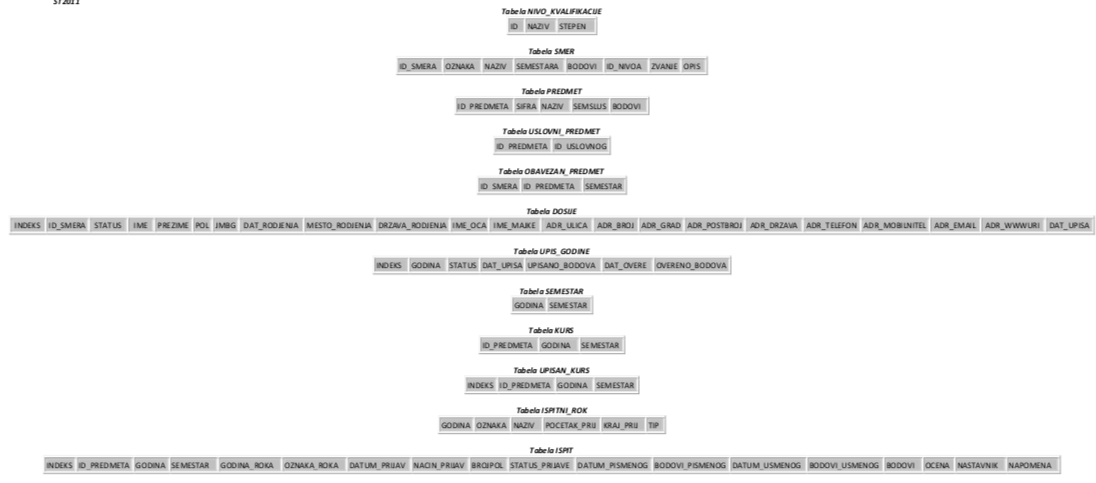 ST2011
Tabela NIVO_KVALIFIKACIJE
ID NAZIV STEPEN
Tabela SMER
ID_SMERA OZNAKA NAZIV SEMESTARA BODOVI ID_NIVOA ZVANJE OPIS
Tabela PREDMET
ID_PREDMETA SIFRA NAZIV SEMSLUS BODOVI
Tabela USLOVNI_PREDMET
ID_PREDMETA ID_USLOVNOG
Tabela OBAVEZAN_PREDMET
ID_SMERA ID_PREDMETA SEMESTAR
Tabela DOSIJE
INDEKS ID_SMERA STATUS IME PREZIME POL JMBG DAT_RODJENJA MESTO_RODJENJA DRZAVA_RODJENJA IME_OCA IME_MAJKE ADR_ULICA ADR_BROJ ADR_GRAD ADR_POSTBROJ ADR_DRZAVA ADR_TELEFON ADR_MOBILNITEL ADR_EMAIL ADR_WWWURI DAT_UPISA
Tabela UPIS_GODINE
INDEKS GODINA STATUS DAT_UPISA UPISANO_BODOVA DAT_OVERE OVERENO_BODOVA
Tabela SEMESTAR
GODINA SEMESTAR
Tabela KURS
ID_PREDMETA GODINA SEMESTAR
Tabela UPISAN_KURS
INDEKS ID_PREDMETA GODINA SEMESTAR
Tabela ISPITNI_ROK
GODINA OZNAKA NAZIV POCETAK_PRIJ KRAJ_PRIJ TIP
Tabela ISPIT
INDEKS ID_PREDMETA GODINA SEMESTAR GODINA_ROKA OZNAKA_ROKA DATUM_PRIJAV NACIN_PRIJAV BROJPOL STATUS_PRIJAVE DATUM_PISMENOG BODOVI_PISMENOG DATUM_USMENOG BODOVI_USMENOG BODOVI OCENA NASTAVNIK NAPOMENA